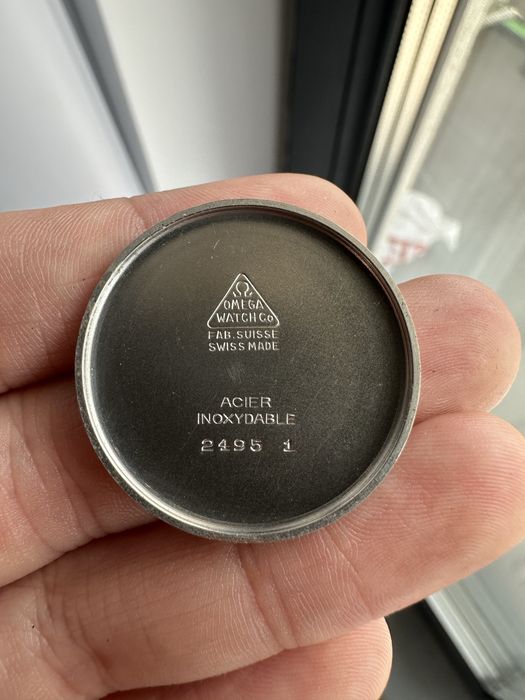 Ω
OMEGA
WATCH Co
FAB. SUISSE
SWISS MADE
ACIER
INOXYDABLE
2495 1